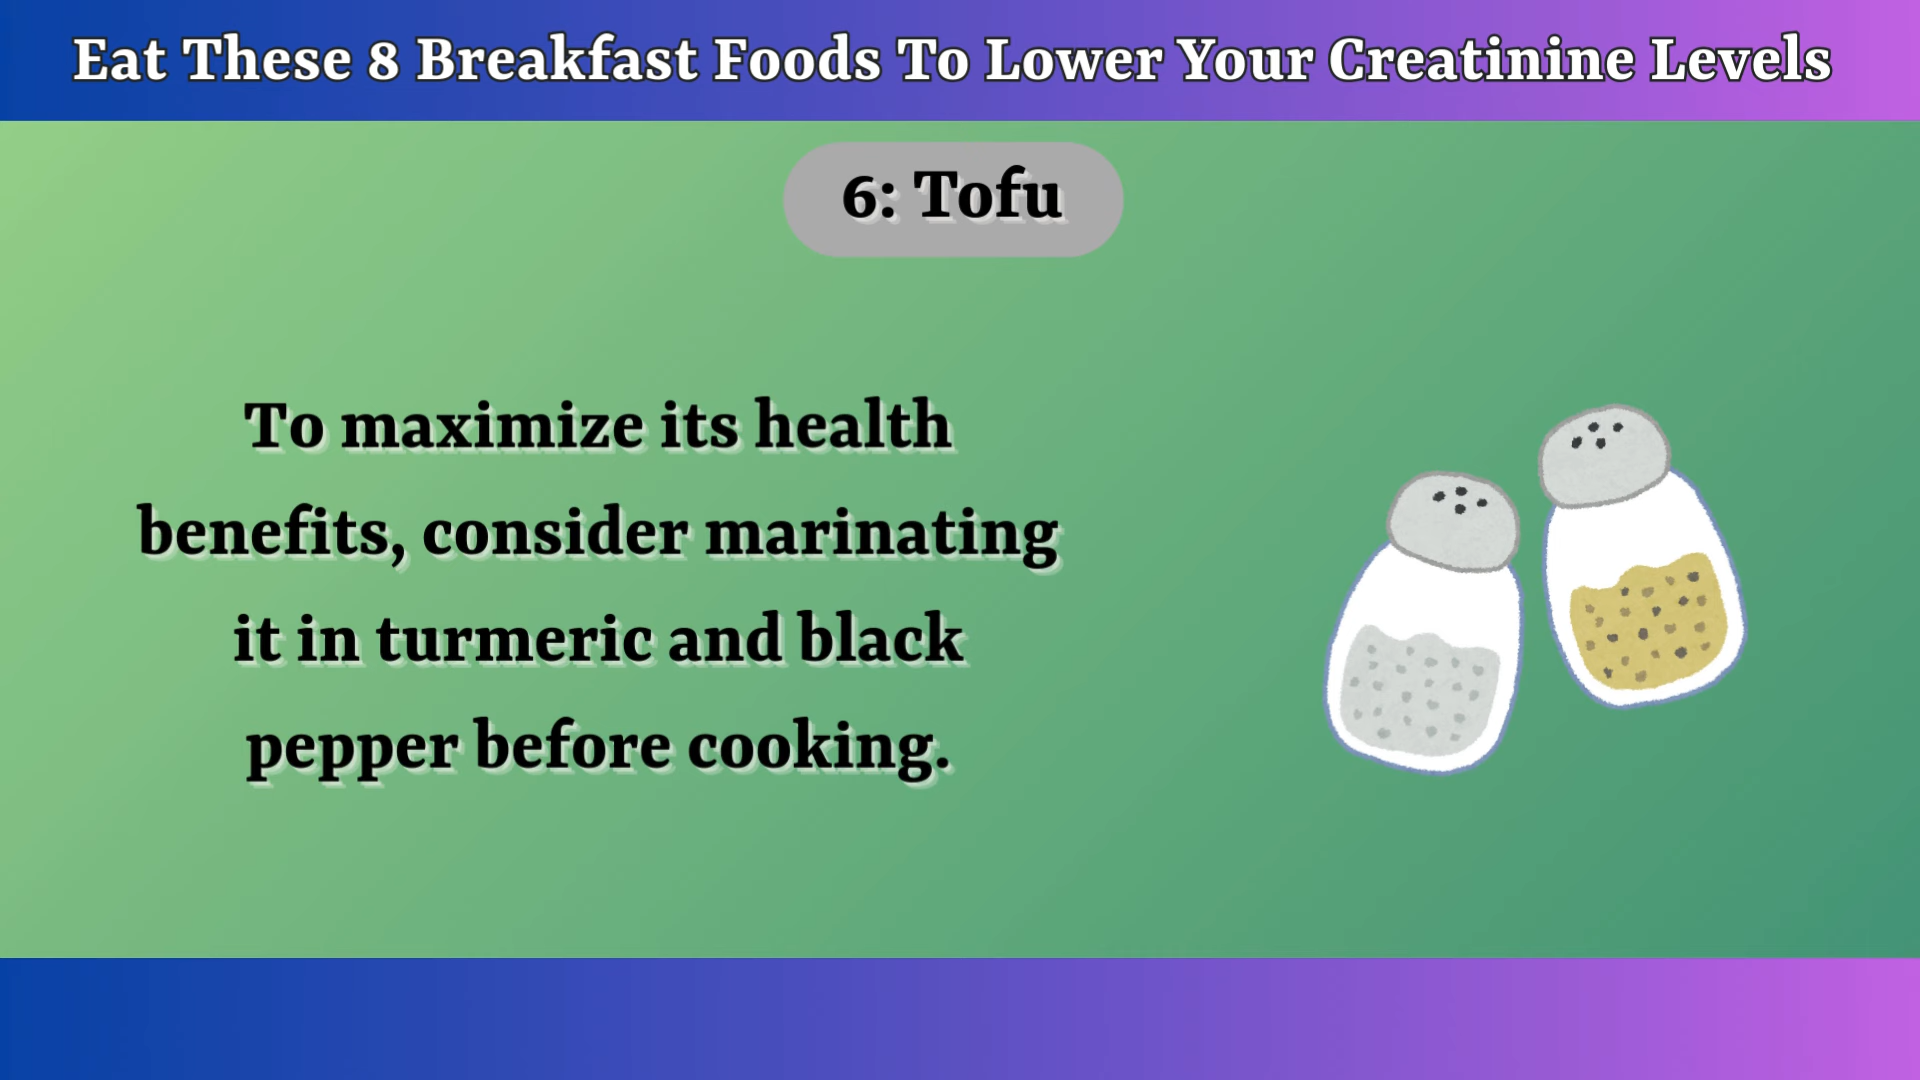 Eat These 8 Breakfast Foods To Lower Your Creatinine Levels
6: Tofu
To maximize its health
benefits, consider marinating
it in turmeric and black
pepper before cooking.